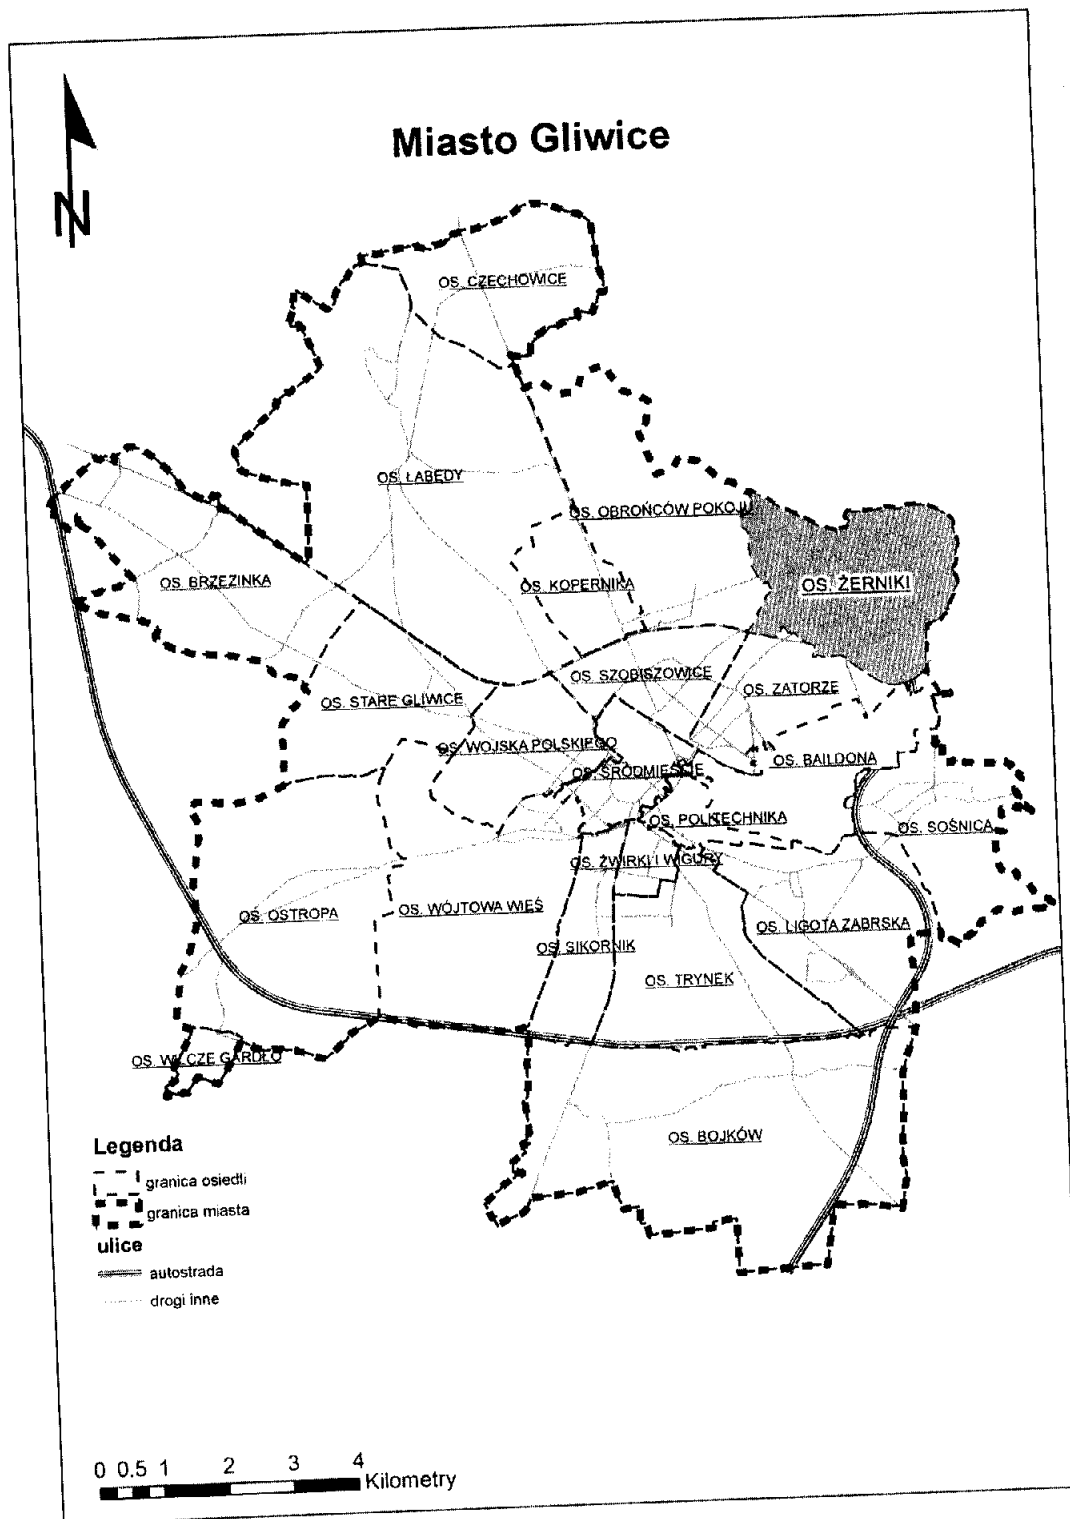 Miasto Gliwice
N
OS. CZECHOWICE
OS. ŁABĘDY
OS. OBROŃCÓW POKOJU
OS. BRZEZINKA
OS. KOPERNIKA
OS. ŻERNIKI
OS. SZOBISZOWICE
OS. ZATORZE
OS. STARE GLIWICE
OS. WOJSKA POLSKIEGO
OS. BAILDONA
OS. ŚRÓDMIEŚCIE
OS. POLITECHNIKA
OS. SOŚNICA
OS. ŻWIRKI I WIGURY
OS. OSTROPA
OS. WÓJTOWA WIEŚ
OS. LIGOTA ZABRSKA
OS. SIKORNIK
OS. TRYNEK
OS. WILCZE GARDŁO
OS. BOJKÓW
Legenda
granica osiedli
granica miasta
ulice
autostrada
drogi inne
0 0.5 1 2 3 4
Kilometry